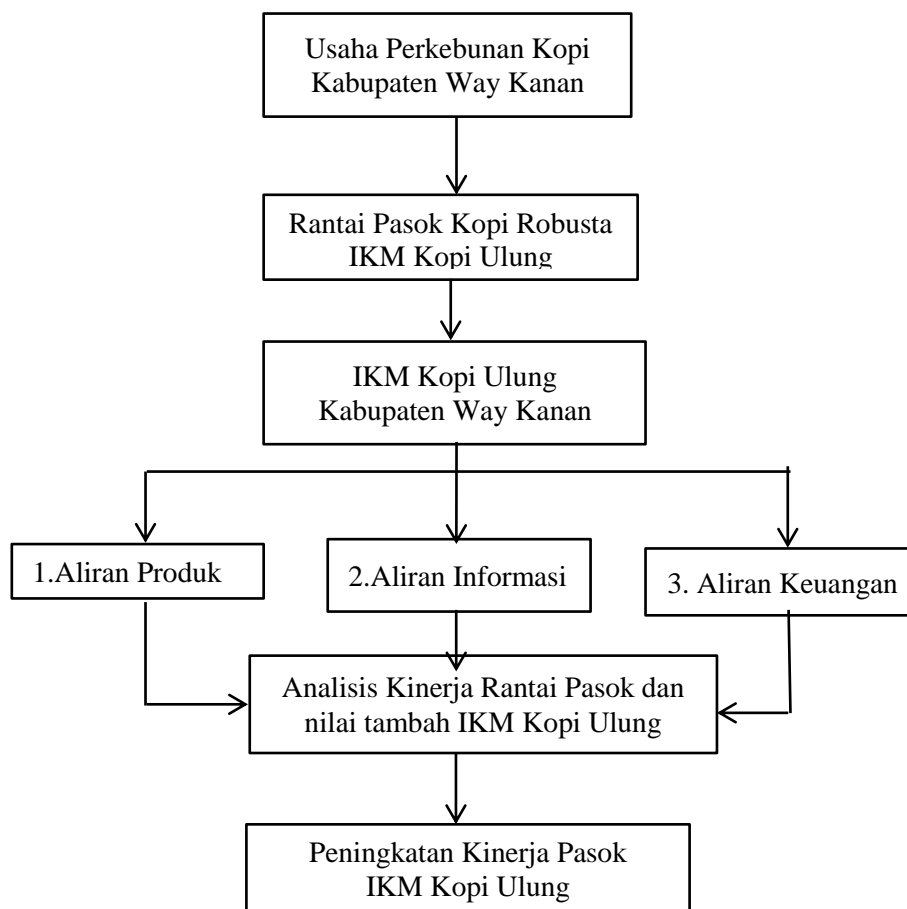 Usaha Perkebunan Kopi
Kabupaten Way Kanan
Rantai Pasok Kopi Robusta
IKM Kopi Ulung
IKM Kopi Ulung
Kabupaten Way Kanan
1.Aliran Produk
2.Aliran Informasi
3. Aliran Keuangan
Analisis Kinerja Rantai Pasok dan
nilai tambah IKM Kopi Ulung
Peningkatan Kinerja Pasok
IKM Kopi Ulung